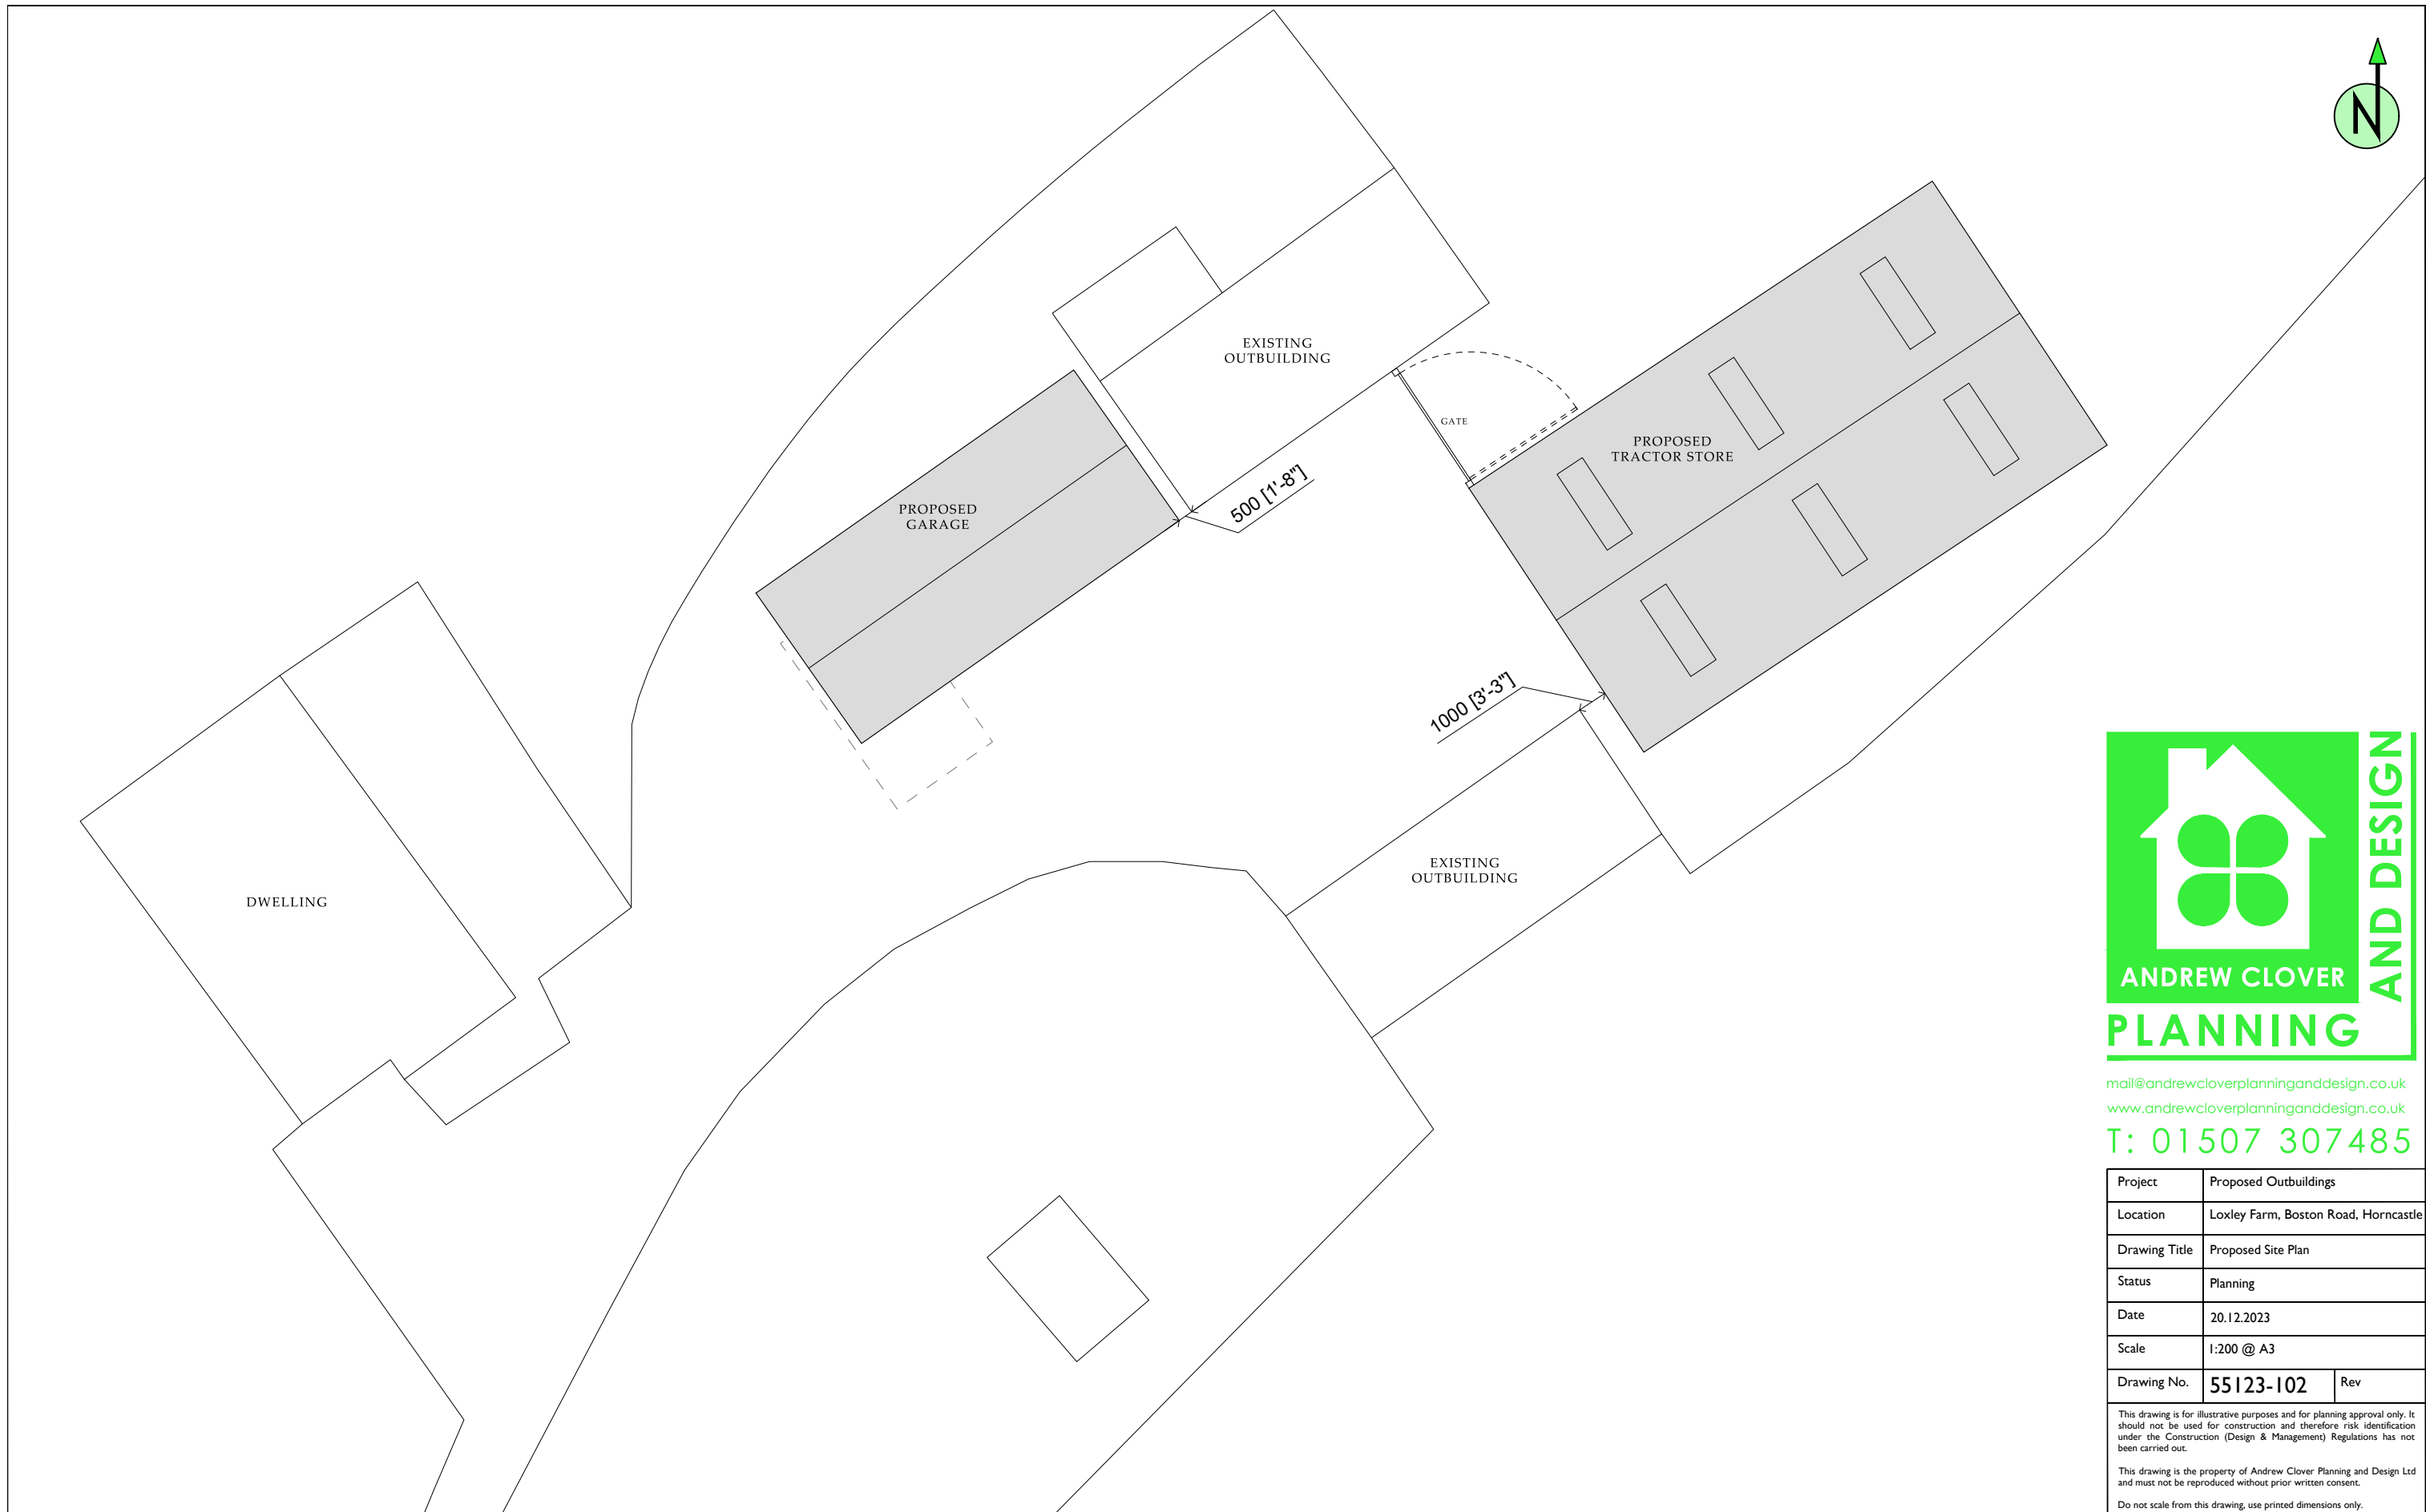 N
EXISTING
OUTBUILDING
GATE
PROPOSED
TRACTOR STORE
500 [1'-8"]
PROPOSED
GARAGE
1000 [3'-3"]
EXISTING
OUTBUILDING
DWELLING
ANDREW CLOVER
PLANNING
AND DESIGN
mail@andrewcloverplanninganddesign.co.uk
www.andrewcloverplanninganddesign.co.uk
T: 01507 307485
Project Proposed Outbuildings
Location Loxley Farm, Boston Road, Horncastle
Drawing Title Proposed Site Plan
Status Planning
Date 20.12.2023
Scale 1:200 @ A3
Drawing No. 55123-102 Rev
This drawing is for illustrative purposes and for planning approval only. It
should not be used for construction and therefore risk identification
under the Construction (Design & Management) Regulations has not
been carried out.
This drawing is the property of Andrew Clover Planning and Design Ltd
and must not be reproduced without prior written consent.
Do not scale from this drawing, use printed dimensions only.